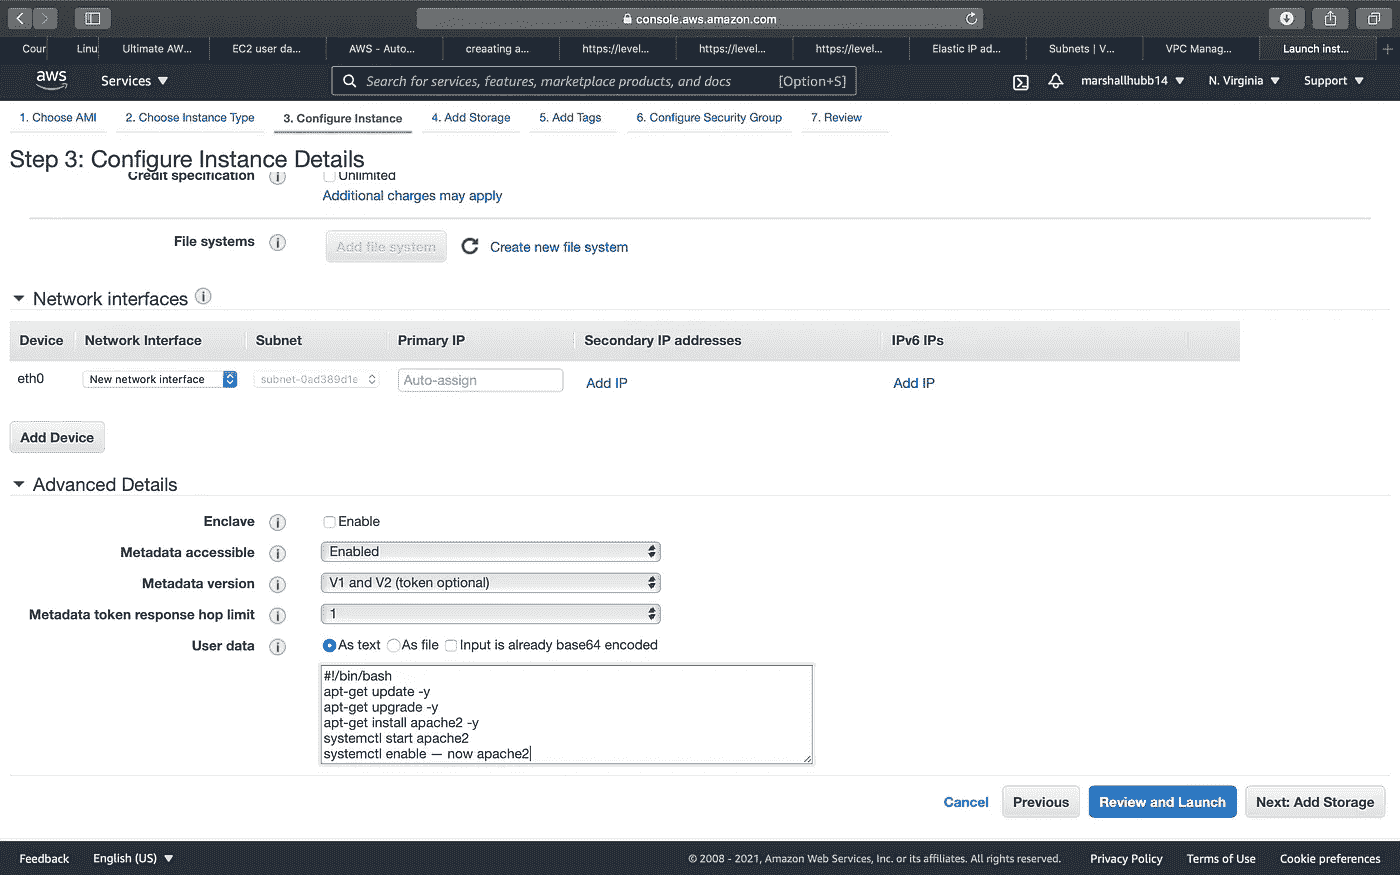 console.aws.amazon.com
Cour Linu Ultimate AW... EC2 user da... AWS - Auto... creaating a... https://level... https://level... https://level... Elastic IP ad... Subnets | V... VPC Manag... Launch inst...
aws Services Search for services, features, marketplace products, and docs [Option+S] marshallhubb14 N. Virginia Support
1. Choose AMI 2. Choose Instance Type 3. Configure Instance 4. Add Storage 5. Add Tags 6. Configure Security Group 7. Review
Step 3: Configure Instance Details
Credit specification i Unlimited
Additional charges may apply
File systems i Add file system Create new file system
Network interfaces i
Device Network Interface Subnet Primary IP Secondary IP addresses IPv6 IPs
eth0 New network interface subnet-0ad389d1e Auto-assign Add IP Add IP
Add Device
Advanced Details
Enclave i Enable
Metadata accessible i Enabled
Metadata version i V1 and V2 (token optional)
Metadata token response hop limit i 1
User data i As text As file Input is already base64 encoded
#!/bin/bash
apt-get update -y
apt-get upgrade -y
apt-get install apache2 -y
systemctl start apache2
systemctl enable — now apache2
Cancel Previous Review and Launch Next: Add Storage
Feedback English (US) © 2008 - 2021, Amazon Web Services, Inc. or its affiliates. All rights reserved. Privacy Policy Terms of Use Cookie preferences